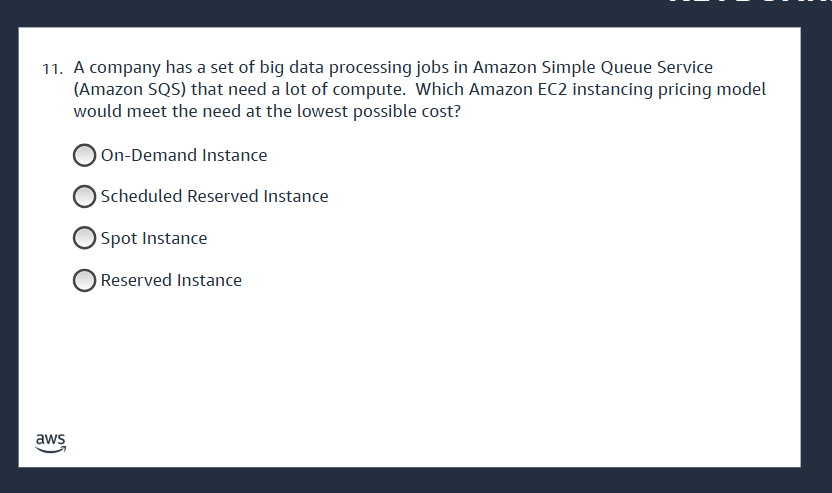 11. A company has a set of big data processing jobs in Amazon Simple Queue Service
(Amazon SQS) that need a lot of compute. Which Amazon EC2 instancing pricing model
would meet the need at the lowest possible cost?
On-Demand Instance
Scheduled Reserved Instance
Spot Instance
Reserved Instance
aws